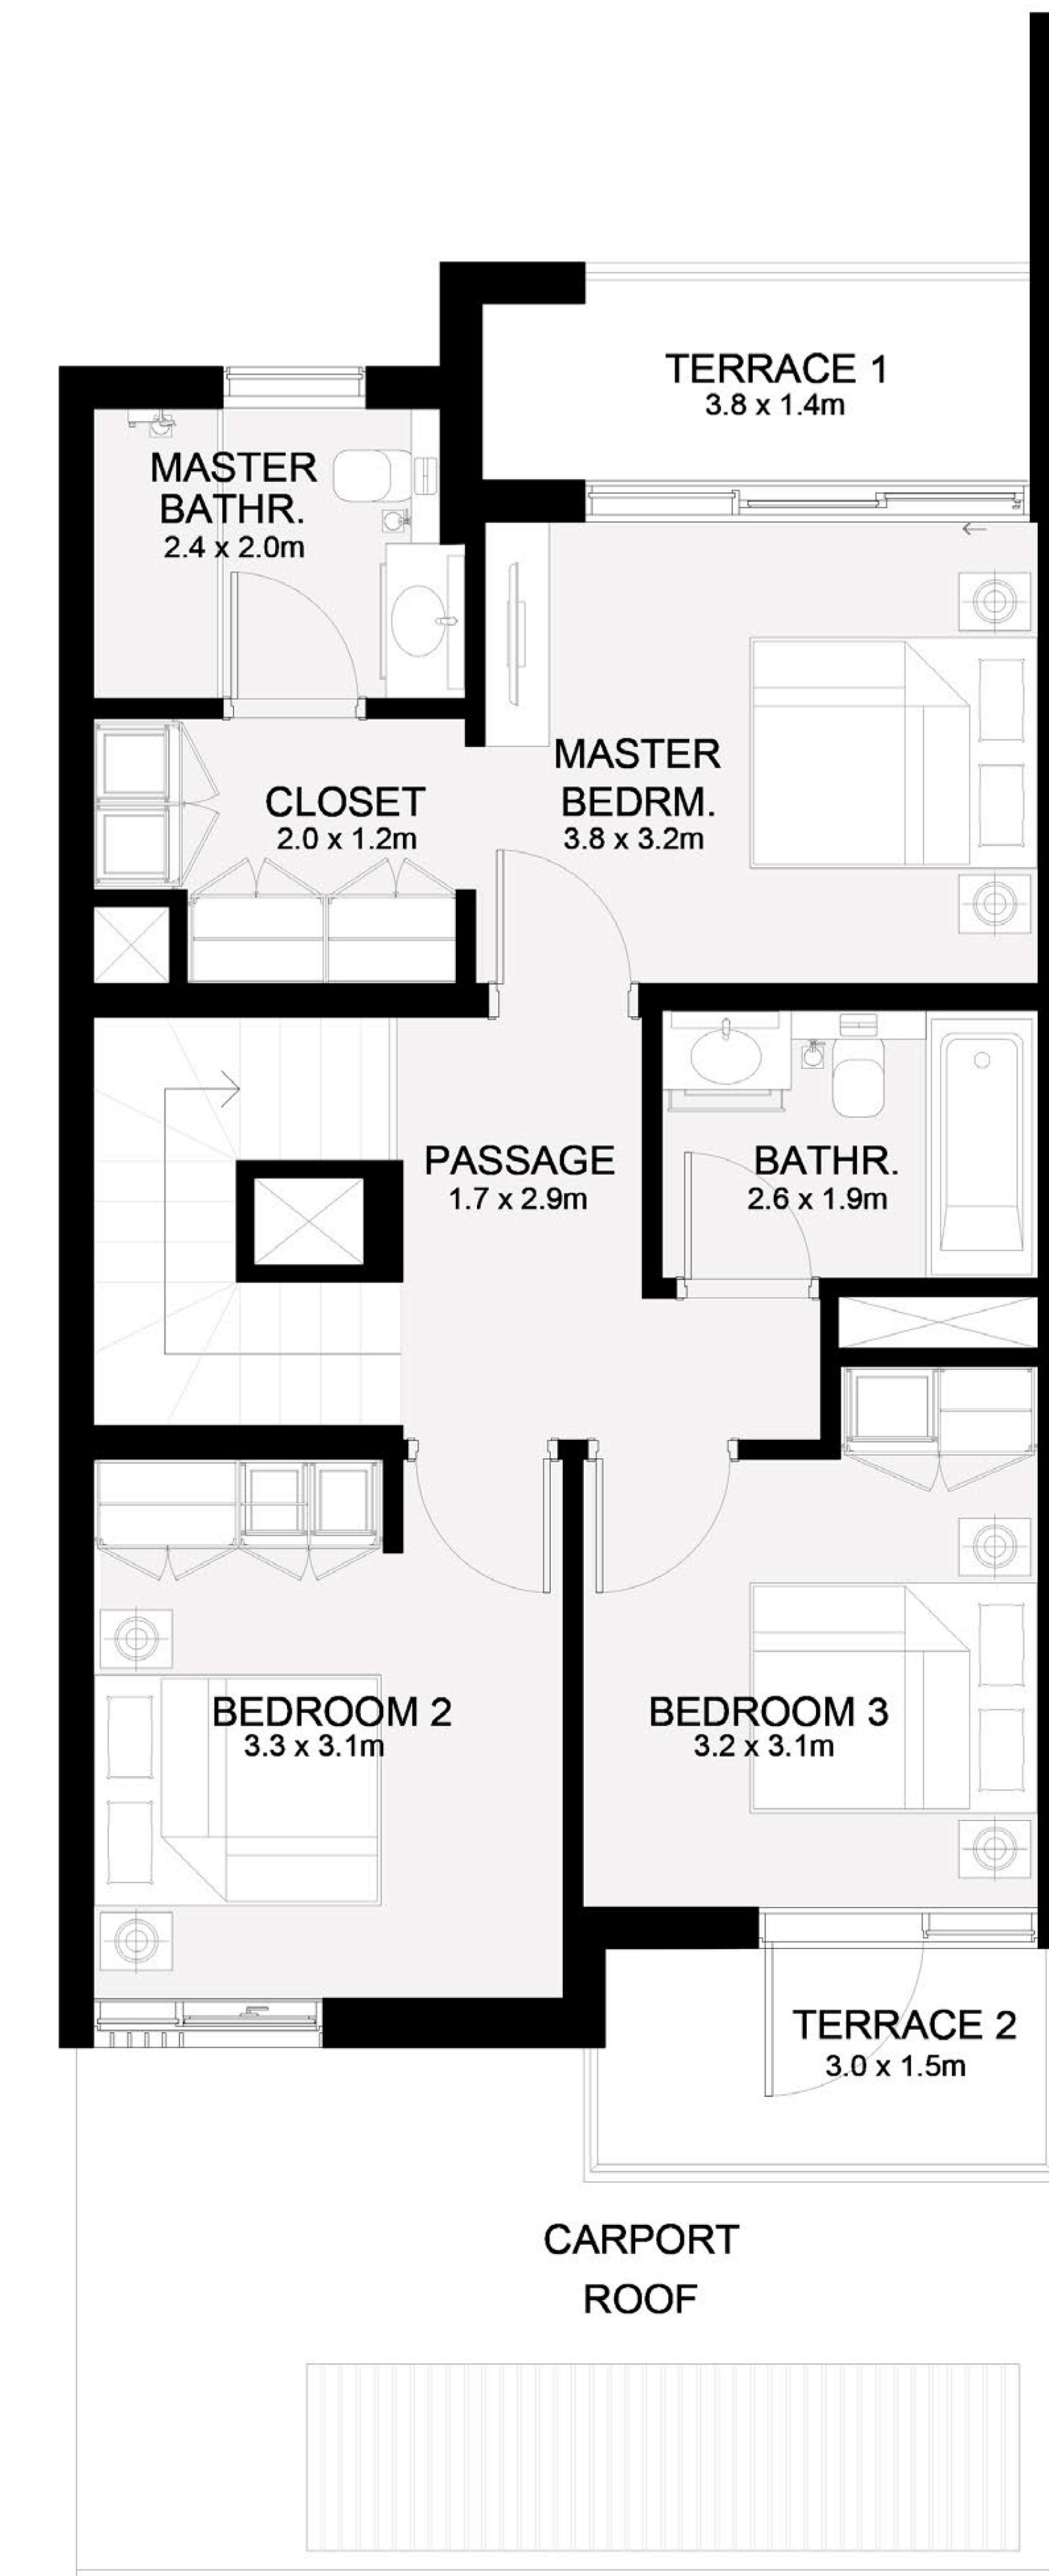 TERRACE 1
3.8 x 1.4m
MASTER
BATHR.
2.4 x 2.0m
MASTER
BEDRM.
3.8 x 3.2m
CLOSET
2.0 x 1.2m
PASSAGE
1.7 x 2.9m
BATHR.
2.6 x 1.9m
BEDROOM 2
3.3 x 3.1m
BEDROOM 3
3.2 x 3.1m
TERRACE 2
3.0 x 1.5m
CARPORT
ROOF